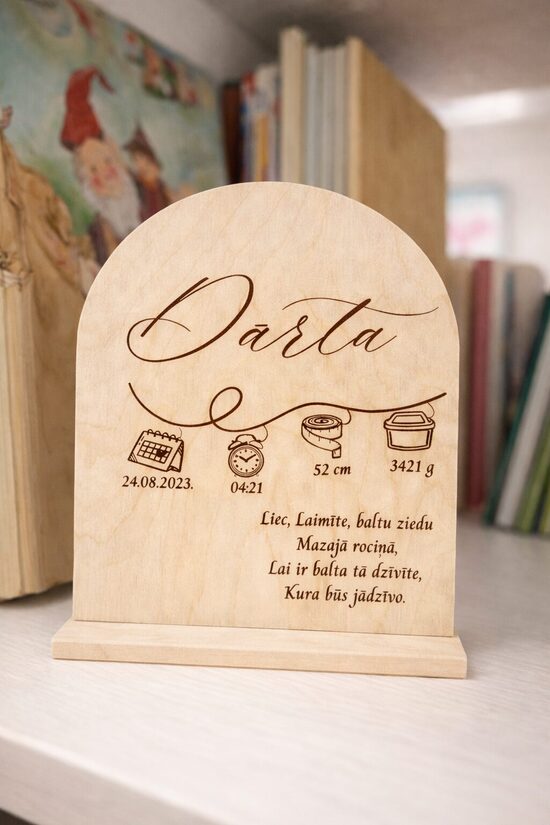 Dārta
24.08.2023.
04:21
52 cm
3421 g
Liec, Laimīte, baltu ziedu
Mazajā rociņā,
Lai ir balta tā dzīvīte,
Kura būs jādzīvo.